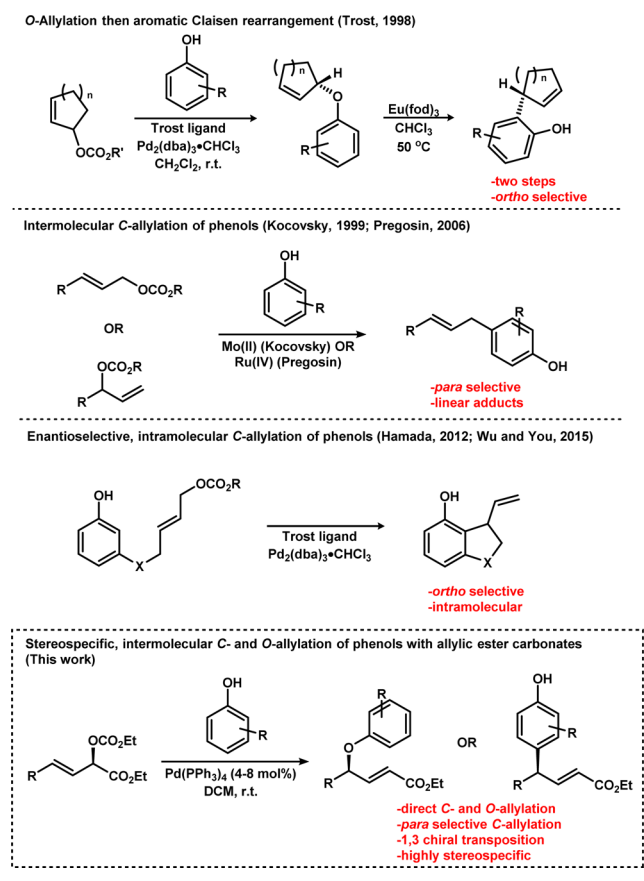 O-Allylation then aromatic Claisen rearrangement (Trost, 1998)
OH
( )n
R
OCO2R'
Trost ligand
Pd2(dba)3•CHCl3
CH2Cl2, r.t.
( )n
H
O
R
Eu(fod)3
CHCl3
50 °C
( )n
H
OH
R
-two steps
-ortho selective
Intermolecular C-allylation of phenols (Kocovsky, 1999; Pregosin, 2006)
R
OCO2R
OR
OCO2R
R
OH
R
Mo(II) (Kocovsky) OR
Ru(IV) (Pregosin)
R
R
OH
-para selective
-linear adducts
Enantioselective, intramolecular C-allylation of phenols (Hamada, 2012; Wu and You, 2015)
OH
OCO2R
X
Trost ligand
Pd2(dba)3•CHCl3
OH
X
-ortho selective
-intramolecular
Stereospecific, intermolecular C- and O-allylation of phenols with allylic ester carbonates
(This work)
OCO2Et
R
CO2Et
OH
R
Pd(PPh3)4 (4-8 mol%)
DCM, r.t.
R
O
R
CO2Et
OR
OH
R
R
CO2Et
-direct C- and O-allylation
-para selective C-allylation
-1,3 chiral transposition
-highly stereospecific